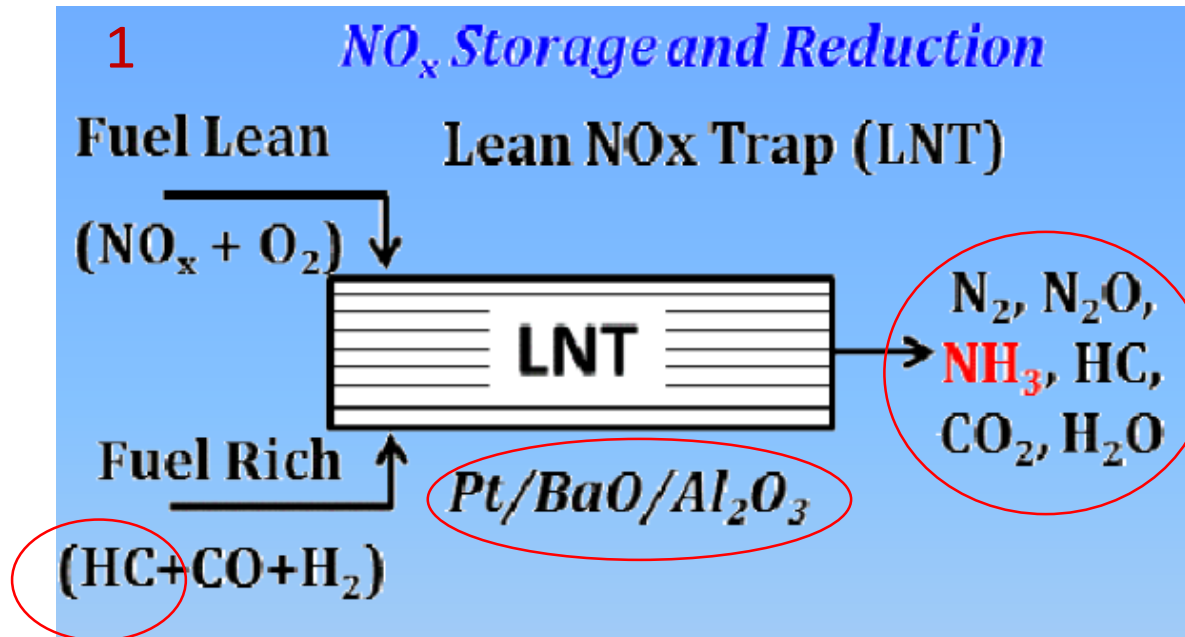 1
NOₓ Storage and Reduction
Fuel Lean
Lean NOx Trap (LNT)
(NOₓ + O₂)
LNT
N₂, N₂O,
NH₃, HC,
CO₂, H₂O
Fuel Rich
Pt/BaO/Al₂O₃
(HC+CO+H₂)